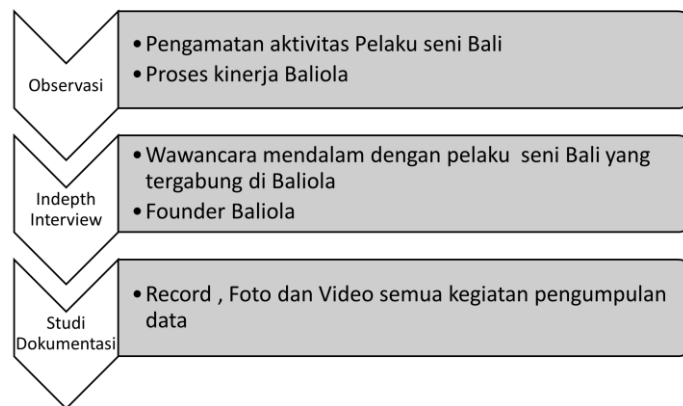 Observasi
•Pengamatan aktivitas Pelaku seni Bali
•Proses kinerja Baliola
Indepth
Interview
•Wawancara mendalam dengan pelaku  seni Bali yang
tergabung di Baliola
•Founder Baliola
Studi
Dokumentasi
•Record , Foto dan Video semua kegiatan pengumpulan
data